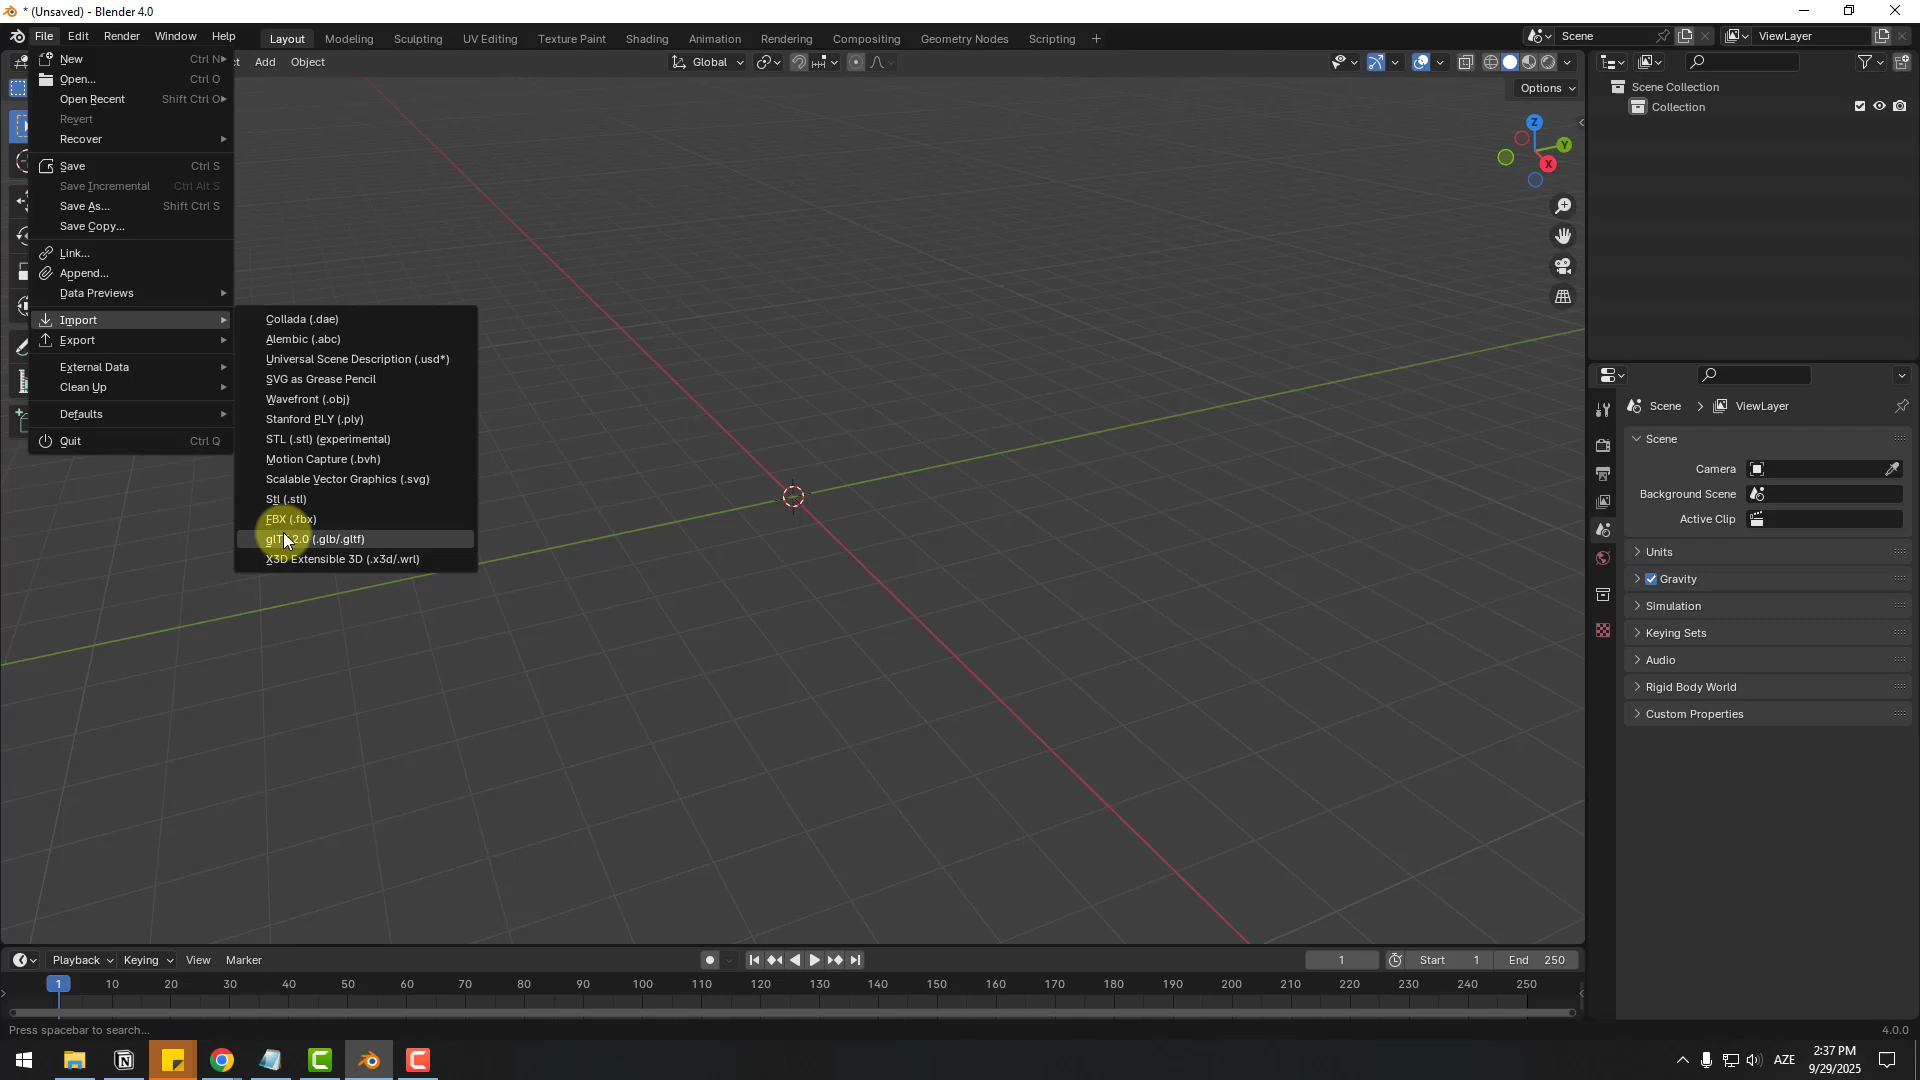 * (Unsaved) - Blender 4.0
File Edit Render Window Help
Layout Modeling Sculpting UV Editing Texture Paint Shading Animation Rendering Compositing Geometry Nodes Scripting +
Scene
ViewLayer
Add Object
Global
Options
New Ctrl N
Open... Ctrl O
Open Recent Shift Ctrl O
Revert
Recover
Save Ctrl S
Save Incremental Ctrl Alt S
Save As... Shift Ctrl S
Save Copy...
Link...
Append...
Data Previews
Import
Export
External Data
Clean Up
Defaults
Quit Ctrl Q
Collada (.dae)
Alembic (.abc)
Universal Scene Description (.usd*)
SVG as Grease Pencil
Wavefront (.obj)
Stanford PLY (.ply)
STL (.stl) (experimental)
Motion Capture (.bvh)
Scalable Vector Graphics (.svg)
Stl (.stl)
FBX (.fbx)
2.0 (.glb/.gltf)
X3D Extensible 3D (.x3d/.wrl)
Z
Y
X
Scene Collection
Collection
Scene > ViewLayer
Scene
Camera
Background Scene
Active Clip
Units
Gravity
Simulation
Keying Sets
Audio
Rigid Body World
Custom Properties
Playback Keying View Marker
1 Start 1 End 250
1 10 20 30 40 50 60 70 80 90 100 110 120 130 140 150 160 170 180 190 200 210 220 230 240 250
Press spacebar to search...
4.0.0
AZE
2:37 PM
9/29/2025